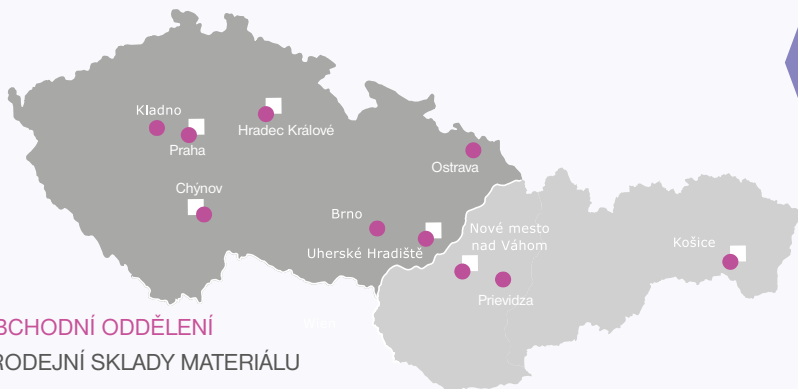 Kladno
Praha
Hradec Králové
Ostrava
Chýnov
Brno
Uherské Hradiště
Nové mesto
nad Váhom
Košice
Prievidza
BCHODNÍ ODDĚLENÍ
RODEJNÍ SKLADY MATERIÁLU